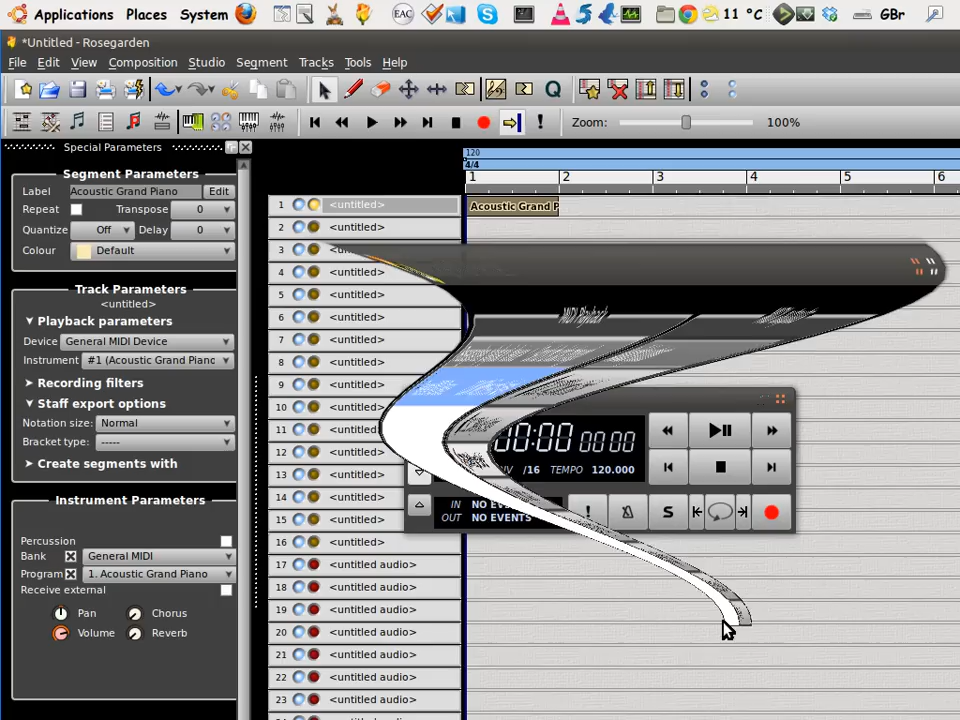 Applications Places System EAC 11 °C GBr
*Untitled - Rosegarden
File Edit View Composition Studio Segment Tracks Tools Help
Zoom: 100%
Special Parameters
Segment Parameters
Label Acoustic Grand Piano Edit
Repeat Transpose 0
Quantize Off Delay 0
Colour Default
Track Parameters
<untitled>
Playback parameters
Device General MIDI Device
Instrument #1 (Acoustic Grand Pianc
Recording filters
Staff export options
Notation size: Normal
Bracket type: -----
Create segments with
Instrument Parameters
Percussion
Bank General MIDI
Program 1. Acoustic Grand Piano
Receive external
Pan Chorus
Volume Reverb
120
4/4
1 2 3 4 5 6
1 <untitled> Acoustic Grand P
2 <untitled>
3
4 <untitled>
5 <untitled>
6 <untitled>
7 <untitled>
8 <untitled>
9 <untitled>
10 <untitled>
11 <untitled>
12 <untitled>
13 <untitled>
14 <untitled>
15 <untitled>
16 <untitled>
17 <untitled audio>
18 <untitled audio>
19 <untitled audio>
20 <untitled audio>
21 <untitled audio>
22 <untitled audio>
23 <untitled audio>
MIDI Playback
00:00 00 00
/16 TEMPO 120.000
IN NO EV
OUT NO EVENTS
! S